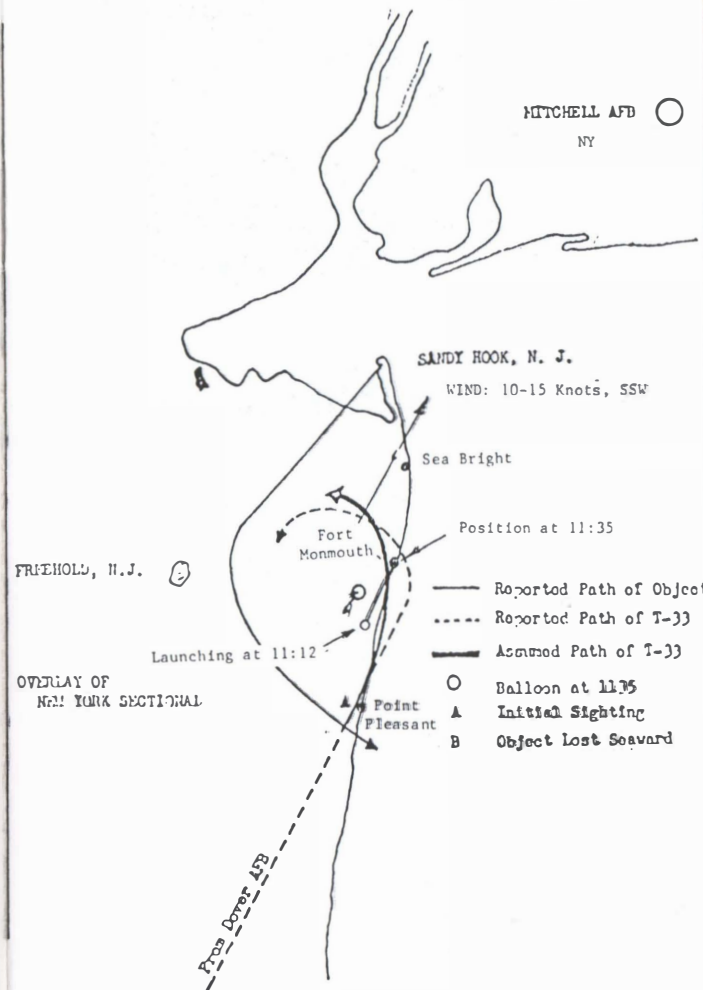 MITCHELL AFB
NY
SANDY HOOK, N. J.
WIND: 10-15 Knots, SSW
Sea Bright
Position at 11:35
Fort
Monmouth
FREEHOLD, N.J.
Reported Path of Object
Reported Path of T-33
Assumed Path of T-33
Launching at 11:12
OVERLAY OF
NEW YORK SECTIONAL
Balloon at 1135
A Initial Sighting
B Object Lost Seaward
A Point
Pleasant
From Dover AFB